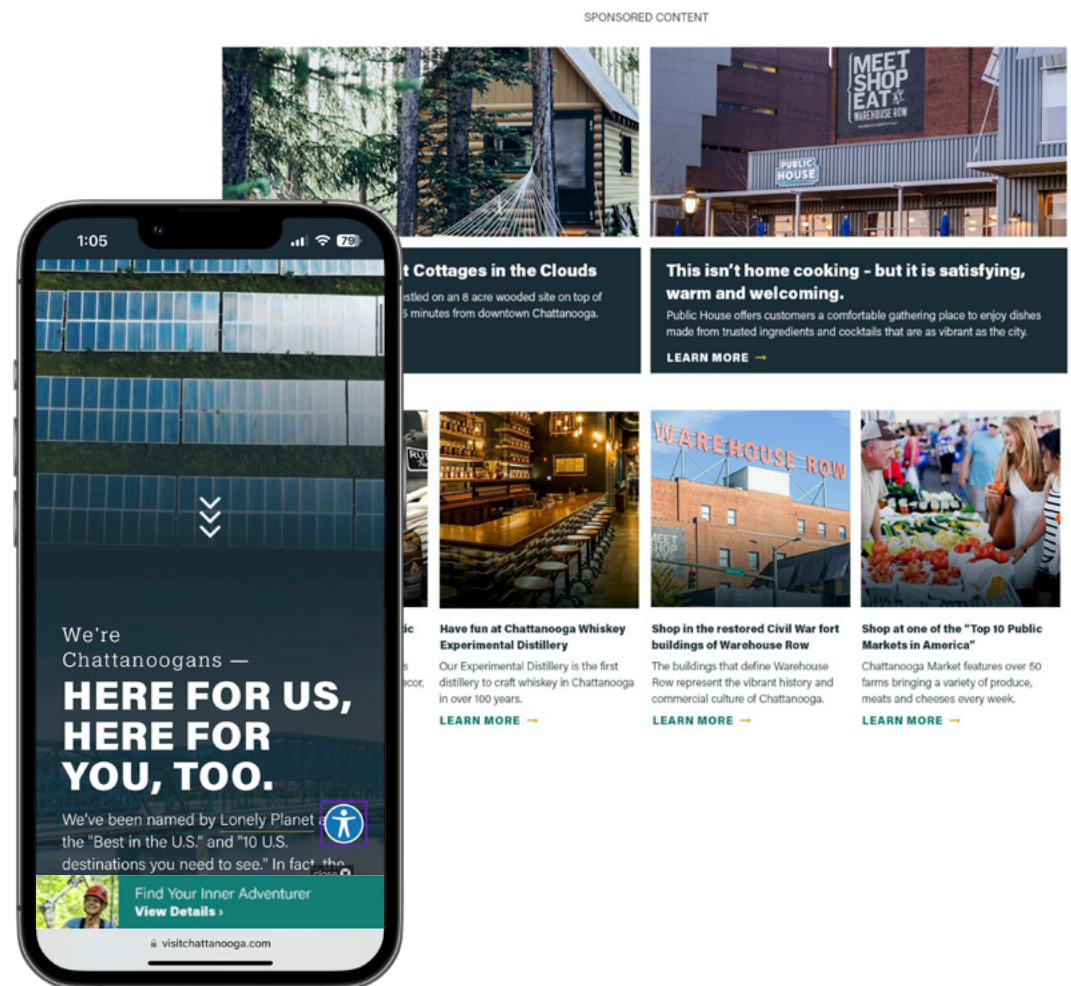 SPONSORED CONTENT
MEET
SHOP
EAT AT
WAREHOUSE ROW
PUBLIC
HOUSE
t Cottages in the Clouds
estled on an 8 acre wooded site on top of
5 minutes from downtown Chattanooga.
This isn't home cooking – but it is satisfying,
warm and welcoming.
Public House offers customers a comfortable gathering place to enjoy dishes
made from trusted ingredients and cocktails that are as vibrant as the city.
LEARN MORE →
WAREHOUSE ROW
MEET
SHOP
tic
s
ecor,
Have fun at Chattanooga Whiskey
Experimental Distillery
Our Experimental Distillery is the first
distillery to craft whiskey in Chattanooga
in over 100 years.
LEARN MORE →
Shop in the restored Civil War fort
buildings of Warehouse Row
The buildings that define Warehouse
Row represent the vibrant history and
commercial culture of Chattanooga.
LEARN MORE →
Shop at one of the "Top 10 Public
Markets in America"
Chattanooga Market features over 50
farms bringing a variety of produce,
meats and cheeses every week.
LEARN MORE →
1:05
79
We're
Chattanoogans —
HERE FOR US,
HERE FOR
YOU, TOO.
We've been named by Lonely Planet a
the "Best in the U.S." and "10 U.S.
destinations you need to see." In fact, the
close
Find Your Inner Adventurer
View Details ›
visitchattanooga.com